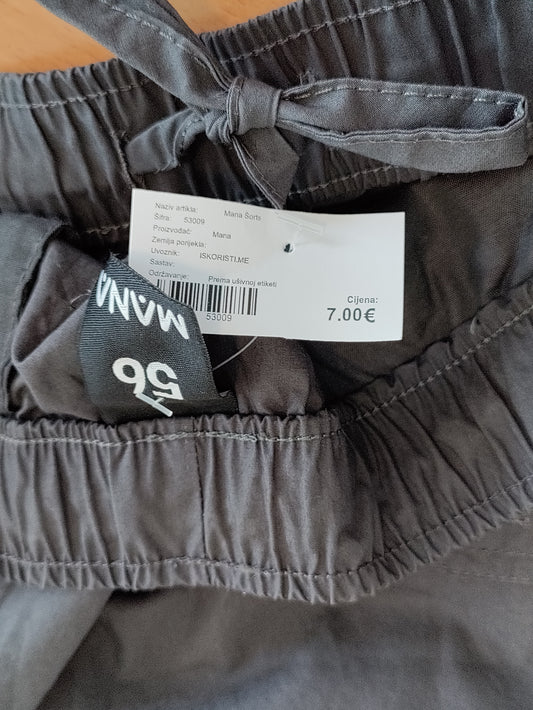 Naziv artikla: Mana Šorts
Šifra: 53009
Proizvođač: Mana
Zemlja porijekla:
Uvoznik: ISKORISTI.ME
Sastav:
Održavanje: Prema ušivnoj etiketi
53009
Cijena:
7.00€
MANA
56